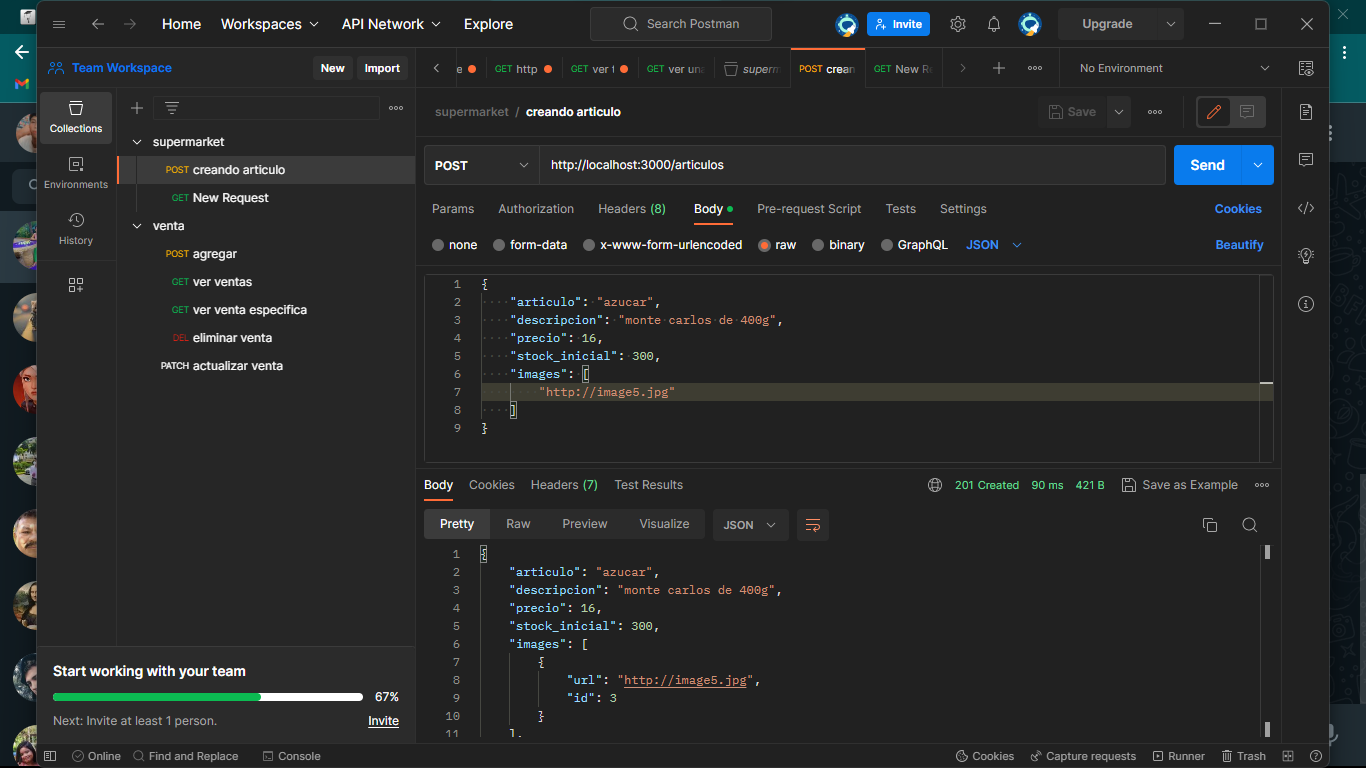 Home
Workspaces
API Network
Explore
Search Postman
Invite
Upgrade
Team Workspace
New
Import
GET http
GET ver t
GET ver una
superm
POST crean
GET New Re
No Environment
Collections
Environments
History
supermarket
POST creando articulo
GET New Request
venta
POST agregar
GET ver ventas
GET ver venta especifica
DEL eliminar venta
PATCH actualizar venta
supermarket / creando articulo
Save
POST
http://localhost:3000/articulos
Send
Params
Authorization
Headers (8)
Body
Pre-request Script
Tests
Settings
Cookies
none
form-data
x-www-form-urlencoded
raw
binary
GraphQL
JSON
Beautify
1 {
2 "articulo": "azucar",
3 "descripcion": "monte carlos de 400g",
4 "precio": 16,
5 "stock_inicial": 300,
6 "images": [
7 "http://image5.jpg"
8 ]
9 }
Body
Cookies
Headers (7)
Test Results
201 Created
90 ms
421 B
Save as Example
Pretty
Raw
Preview
Visualize
JSON
1 {
2 "articulo": "azucar",
3 "descripcion": "monte carlos de 400g",
4 "precio": 16,
5 "stock_inicial": 300,
6 "images": [
7 {
8 "url": "http://image5.jpg",
9 "id": 3
10 }
11 ],
Start working with your team
67%
Next: Invite at least 1 person.
Invite
Online
Find and Replace
Console
Cookies
Capture requests
Runner
Trash